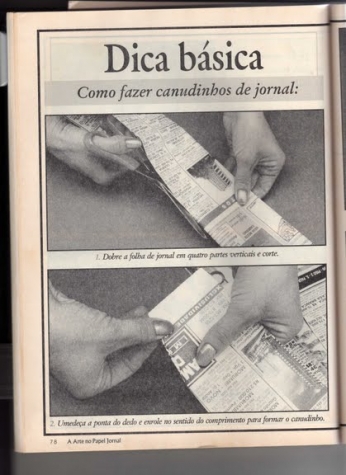 Dica básica
Como fazer canudinhos de jornal:
1. Dobre a folha de jornal em quatro partes verticais e corte.
2. Umedeça a ponta do dedo e enrole no sentido do comprimento para formar o canudinho.
78 A Arte no Papel Jornal